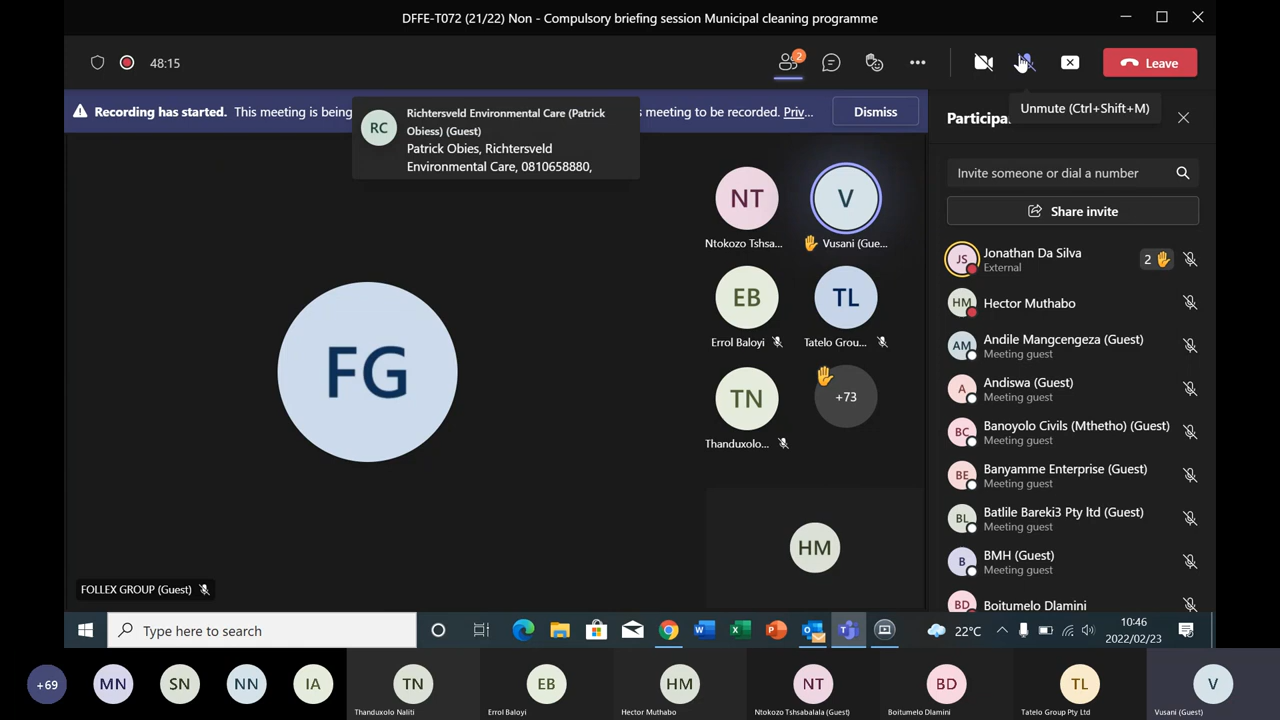 DFFE-T072 (21/22) Non - Compulsory briefing session Municipal cleaning programme
48:15
2
Leave
Recording has started. This meeting is being
s meeting to be recorded. Priv...
Dismiss
RC
Richtersveld Environmental Care (Patrick
Obiess) (Guest)
Patrick Obies, Richtersveld
Environmental Care, 0810658880,
Unmute (Ctrl+Shift+M)
Participa
Invite someone or dial a number
Share invite
NT
Ntokozo Tshsa...
V
Vusani (Gue...
EB
Errol Baloyi
TL
Tatelo Grou...
TN
Thanduxolo...
+73
FG
FOLLEX GROUP (Guest)
HM
JS
Jonathan Da Silva
External
2
HM
Hector Muthabo
AM
Andile Mangcengeza (Guest)
Meeting guest
A
Andiswa (Guest)
Meeting guest
BC
Banoyolo Civils (Mthetho) (Guest)
Meeting guest
BE
Banyamme Enterprise (Guest)
Meeting guest
BL
Batlile Bareki3 Pty ltd (Guest)
Meeting guest
B
BMH (Guest)
Meeting guest
BD
Boitumelo Dlamini
Type here to search
22°C
10:46
2022/02/23
+69
MN
SN
NN
IA
TN
Thanduxolo Naliti
EB
Errol Baloyi
HM
Hector Muthabo
NT
Ntokozo Tshsabalala (Guest)
BD
Boitumelo Dlamini
TL
Tatelo Group Pty Ltd
V
Vusani (Guest)